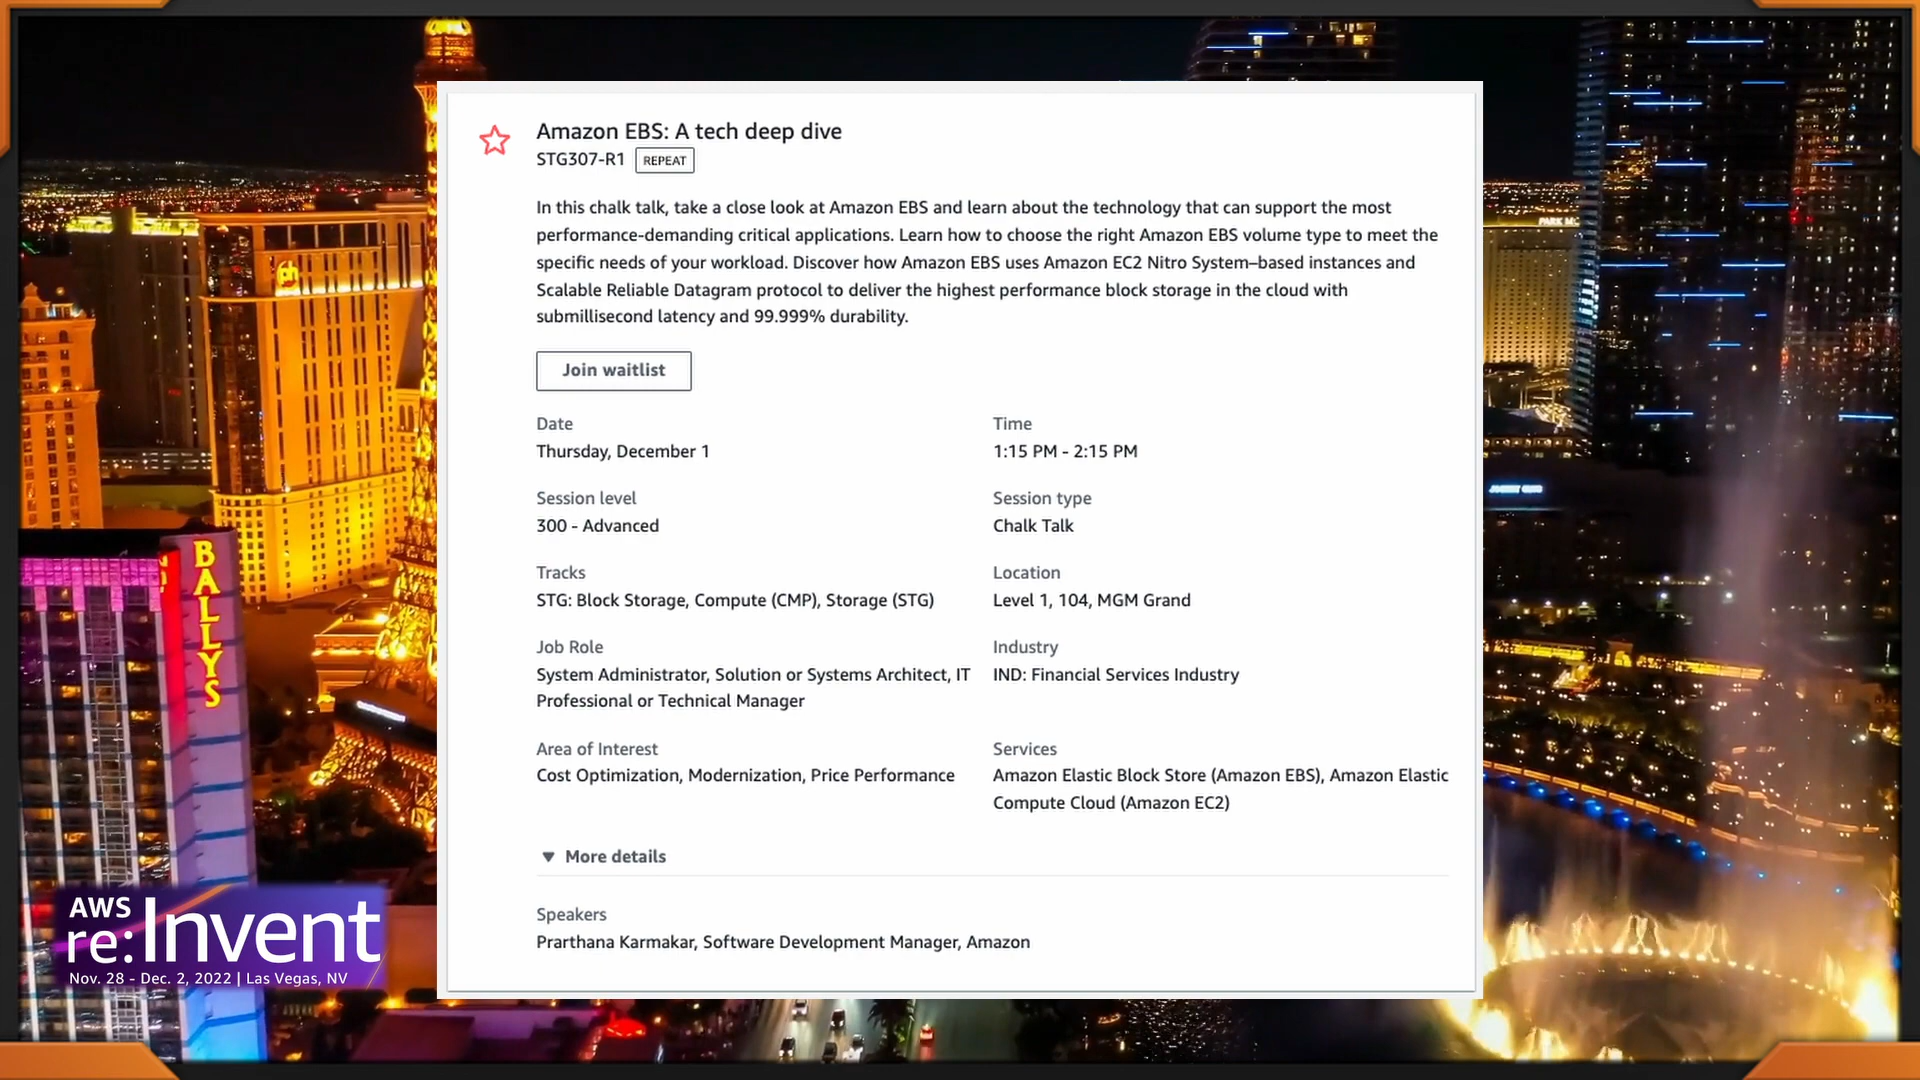 Amazon EBS: A tech deep dive
STG307-R1 REPEAT
In this chalk talk, take a close look at Amazon EBS and learn about the technology that can support the most
performance-demanding critical applications. Learn how to choose the right Amazon EBS volume type to meet the
specific needs of your workload. Discover how Amazon EBS uses Amazon EC2 Nitro System–based instances and
Scalable Reliable Datagram protocol to deliver the highest performance block storage in the cloud with
submillisecond latency and 99.999% durability.
Join waitlist
Date
Thursday, December 1
Time
1:15 PM - 2:15 PM
Session level
300 - Advanced
Session type
Chalk Talk
Tracks
STG: Block Storage, Compute (CMP), Storage (STG)
Location
Level 1, 104, MGM Grand
Job Role
System Administrator, Solution or Systems Architect, IT
Professional or Technical Manager
Industry
IND: Financial Services Industry
Area of Interest
Cost Optimization, Modernization, Price Performance
Services
Amazon Elastic Block Store (Amazon EBS), Amazon Elastic
Compute Cloud (Amazon EC2)
▼ More details
Speakers
Prarthana Karmakar, Software Development Manager, Amazon
ph
PARK M
BALLYS
AWS
re:Invent
Nov. 28 - Dec. 2, 2022 | Las Vegas, NV